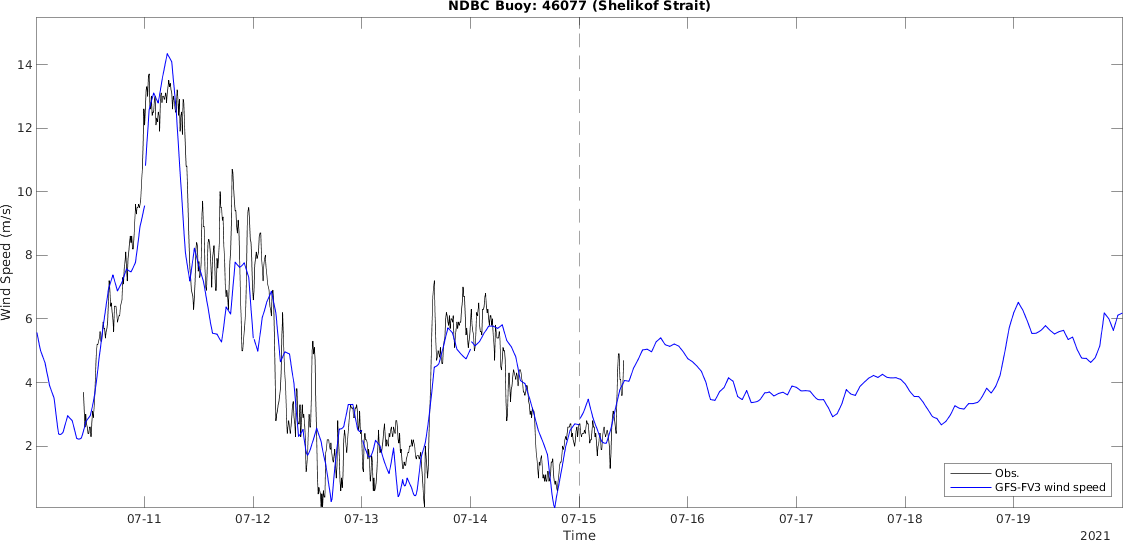 NDBC Buoy: 46077 (Shelikof Strait)
Wind Speed (m/s)
14
12
10
8
6
4
2
Obs.
GFS-FV3 wind speed
07-11 07-12 07-13 07-14 07-15 07-16 07-17 07-18 07-19
Time
2021